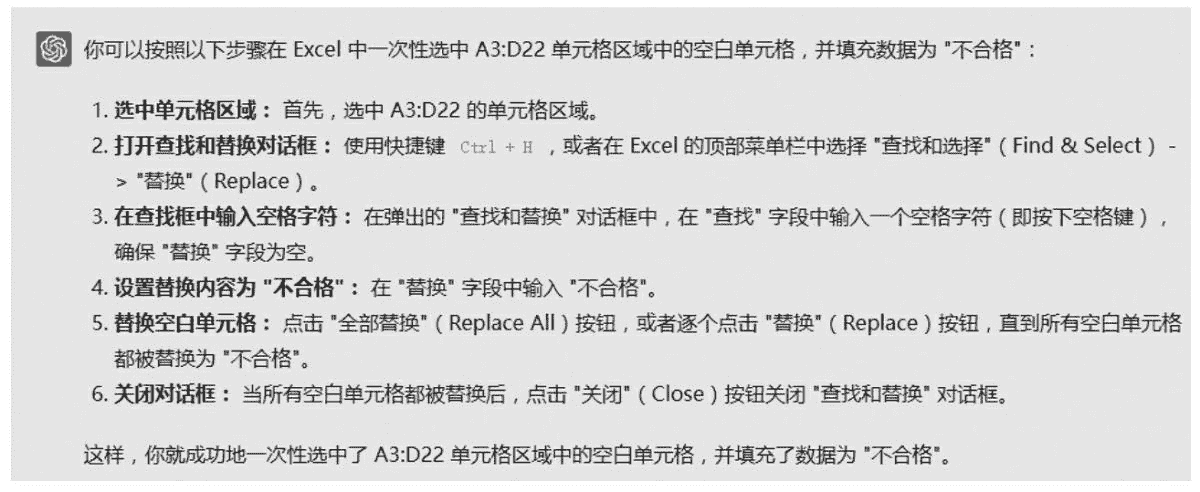 你可以按照以下步骤在 Excel 中一次性选中 A3:D22 单元格区域中的空白单元格，并填充数据为 "不合格"：
1. 选中单元格区域： 首先，选中 A3:D22 的单元格区域。
2. 打开查找和替换对话框： 使用快捷键 Ctrl + H ，或者在 Excel 的顶部菜单栏中选择 "查找和选择"（Find & Select） -
> "替换"（Replace）。
3. 在查找框中输入空格字符： 在弹出的 "查找和替换" 对话框中，在 "查找" 字段中输入一个空格字符（即按下空格键），
确保 "替换" 字段为空。
4. 设置替换内容为 "不合格"： 在 "替换" 字段中输入 "不合格"。
5. 替换空白单元格： 点击 "全部替换"（Replace All）按钮，或者逐个点击 "替换"（Replace）按钮，直到所有空白单元格
都被替换为 "不合格"。
6. 关闭对话框： 当所有空白单元格都被替换后，点击 "关闭"（Close）按钮关闭 "查找和替换" 对话框。
这样，你就成功地一次性选中了 A3:D22 单元格区域中的空白单元格，并填充了数据为 "不合格"。